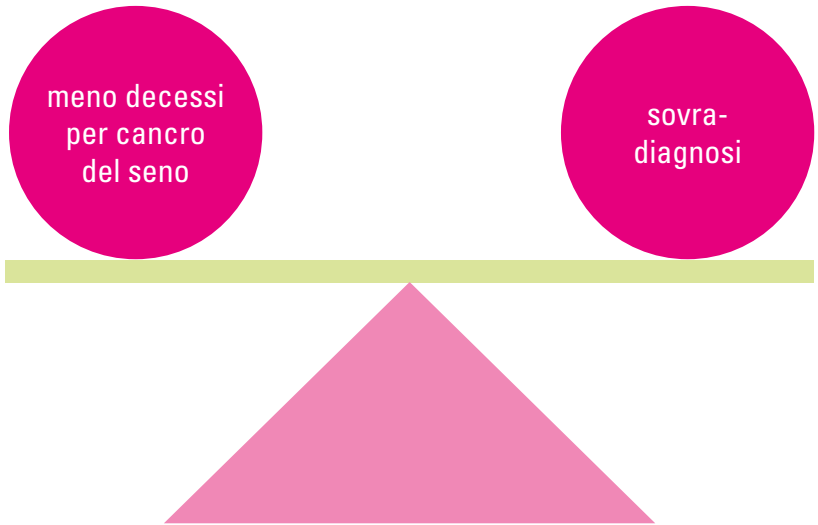 meno decessi
per cancro
del seno
sovra-
diagnosi